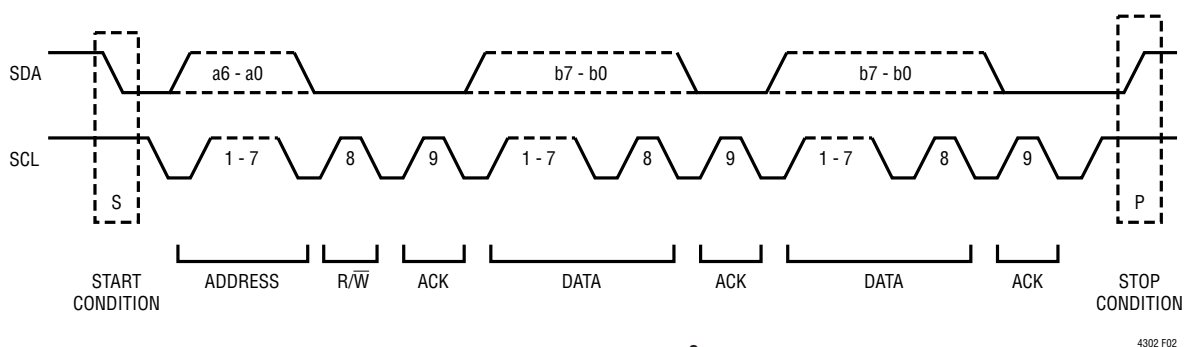 SDA
a6 - a0
b7 - b0
b7 - b0
SCL
1 - 7
8
9
1 - 7
8
9
1 - 7
8
9
S
P
START
CONDITION
ADDRESS
R/W̅
ACK
DATA
ACK
DATA
ACK
STOP
CONDITION
4302 F02